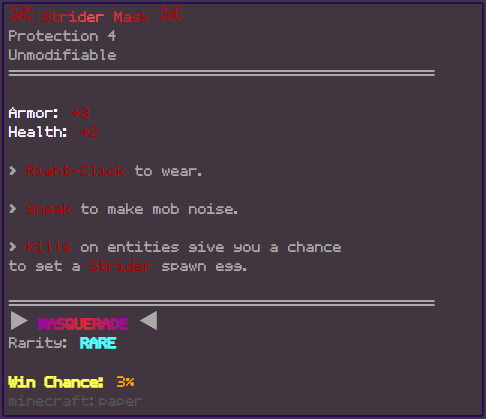 Strider Mask
Protection 4
Unmodifiable
Armor: +3
Health: +2
> Right-Click to wear.
> Sneak to make mob noise.
> Kills on entities give you a chance
to get a Strider spawn egg.
▶ MASQUERADE ◀
Rarity: RARE
Win Chance: 3%
minecraft:paper